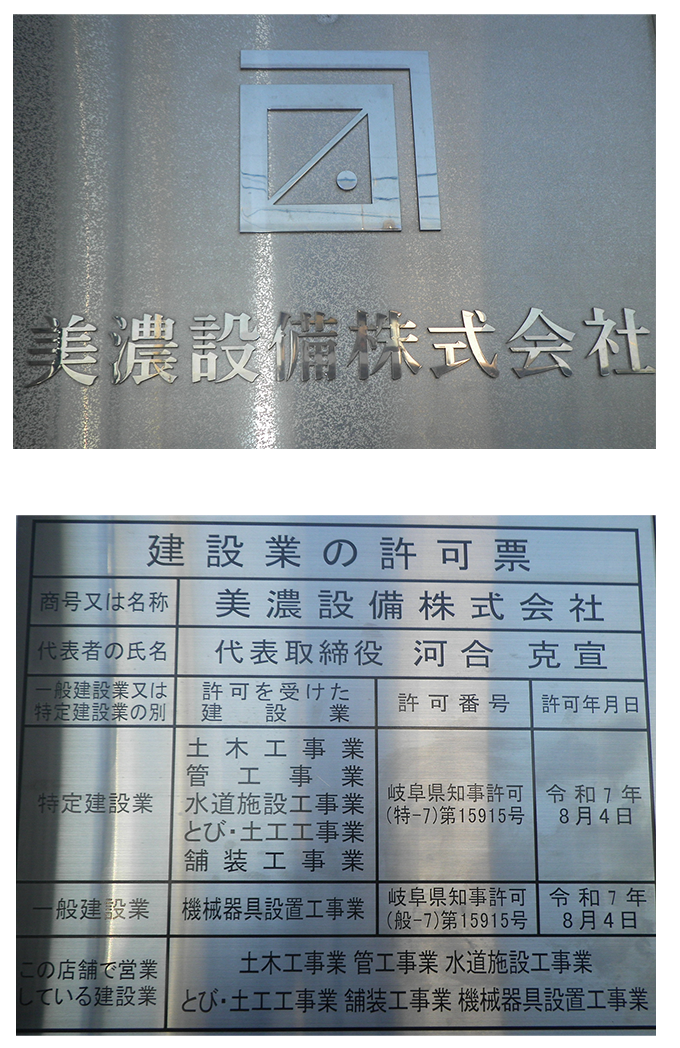 美濃設備株式会社
建設業の許可票
商号又は名称 美濃設備株式会社
代表者の氏名 代表取締役 河合 克宣
一般建設業又は特定建設業の別 許可を受けた建設業 許可番号 許可年月日
特定建設業
土木工事業
管工事業
水道施設工事業
とび・土工工事業
舗装工事業
岐阜県知事許可
(特-7)第15915号
令和7年
8月4日
一般建設業 機械器具設置工事業
岐阜県知事許可
(般-7)第15915号
令和7年
8月4日
この店舗で営業
している建設業
土木工事業 管工事業 水道施設工事業
とび・土工工事業 舗装工事業 機械器具設置工事業